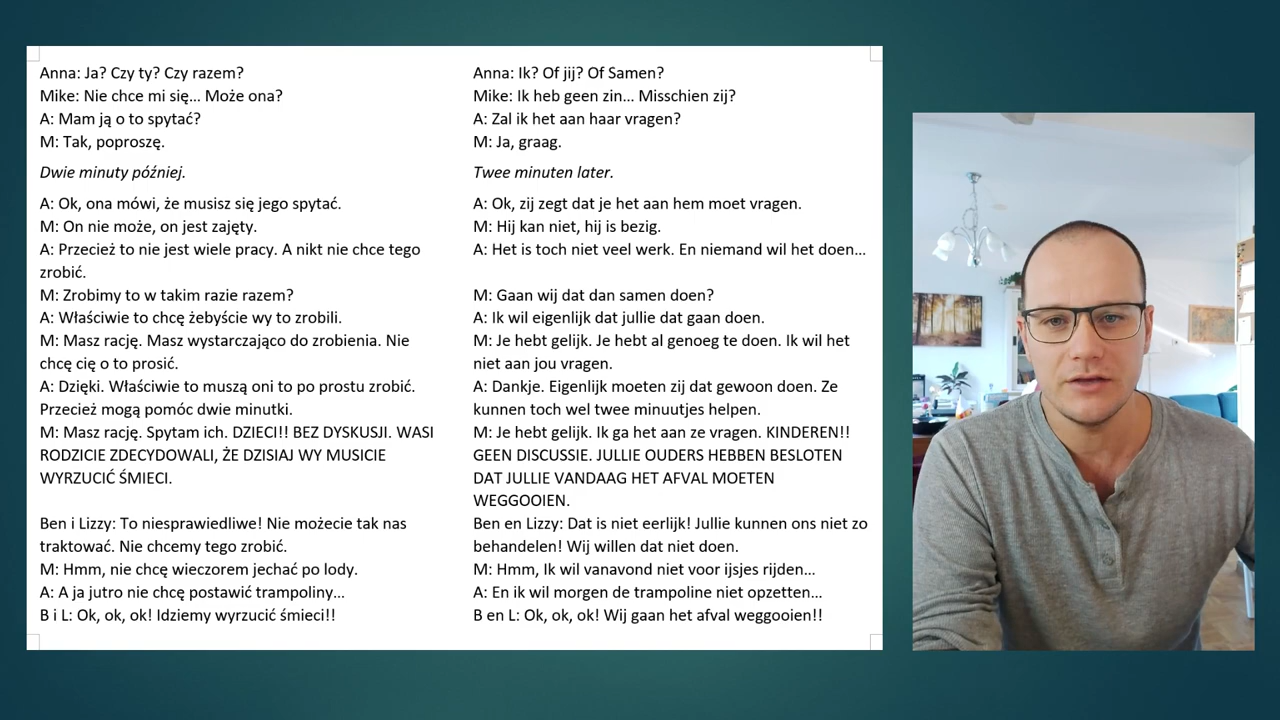 Anna: Ja? Czy ty? Czy razem?
Mike: Nie chce mi się... Może ona?
A: Mam ją o to spytać?
M: Tak, poproszę.
Dwie minuty później.
A: Ok, ona mówi, że musisz się jego spytać.
M: On nie może, on jest zajęty.
A: Przecież to nie jest wiele pracy. A nikt nie chce tego
zrobić.
M: Zrobimy to w takim razie razem?
A: Właściwie to chcę żebyście wy to zrobili.
M: Masz rację. Masz wystarczająco do zrobienia. Nie
chcę cię o to prosić.
A: Dzięki. Właściwie to muszą oni to po prostu zrobić.
Przecież mogą pomóc dwie minutki.
M: Masz rację. Spytam ich. DZIECI!! BEZ DYSKUSJI. WASI
RODZICIE ZDECYDOWALI, ŻE DZISIAJ WY MUSICIE
WYRZUCIĆ ŚMIECI.
Ben i Lizzy: To niesprawiedliwe! Nie możecie tak nas
traktować. Nie chcemy tego zrobić.
M: Hmm, nie chcę wieczorem jechać po lody.
A: A ja jutro nie chcę postawić trampoliny...
B i L: Ok, ok, ok! Idziemy wyrzucić śmieci!!
Anna: Ik? Of jij? Of Samen?
Mike: Ik heb geen zin... Misschien zij?
A: Zal ik het aan haar vragen?
M: Ja, graag.
Twee minuten later.
A: Ok, zij zegt dat je het aan hem moet vragen.
M: Hij kan niet, hij is bezig.
A: Het is toch niet veel werk. En niemand wil het doen...
M: Gaan wij dat dan samen doen?
A: Ik wil eigenlijk dat jullie dat gaan doen.
M: Je hebt gelijk. Je hebt al genoeg te doen. Ik wil het
niet aan jou vragen.
A: Dankje. Eigenlijk moeten zij dat gewoon doen. Ze
kunnen toch wel twee minuutjes helpen.
M: Je hebt gelijk. Ik ga het aan ze vragen. KINDEREN!!
GEEN DISCUSSIE. JULLIE OUDERS HEBBEN BESLOTEN
DAT JULLIE VANDAAG HET AFVAL MOETEN
WEGGOOIEN.
Ben en Lizzy: Dat is niet eerlijk! Jullie kunnen ons niet zo
behandelen! Wij willen dat niet doen.
M: Hmm, Ik wil vanavond niet voor ijsjes rijden...
A: En ik wil morgen de trampoline niet opzetten...
B en L: Ok, ok, ok! Wij gaan het afval weggooien!!